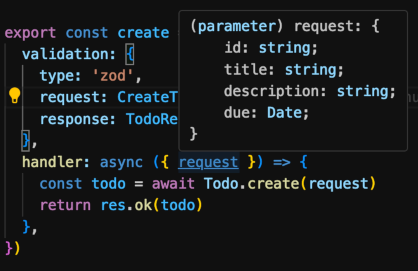 export const create
(parameter) request: {
id: string;
title: string;
description: string;
due: Date;
}
validation: {
type: 'zod',
request: CreateT
response: TodoRe
},
handler: async ({ request }) => {
const todo = await Todo.create(request)
return res.ok(todo)
},
})